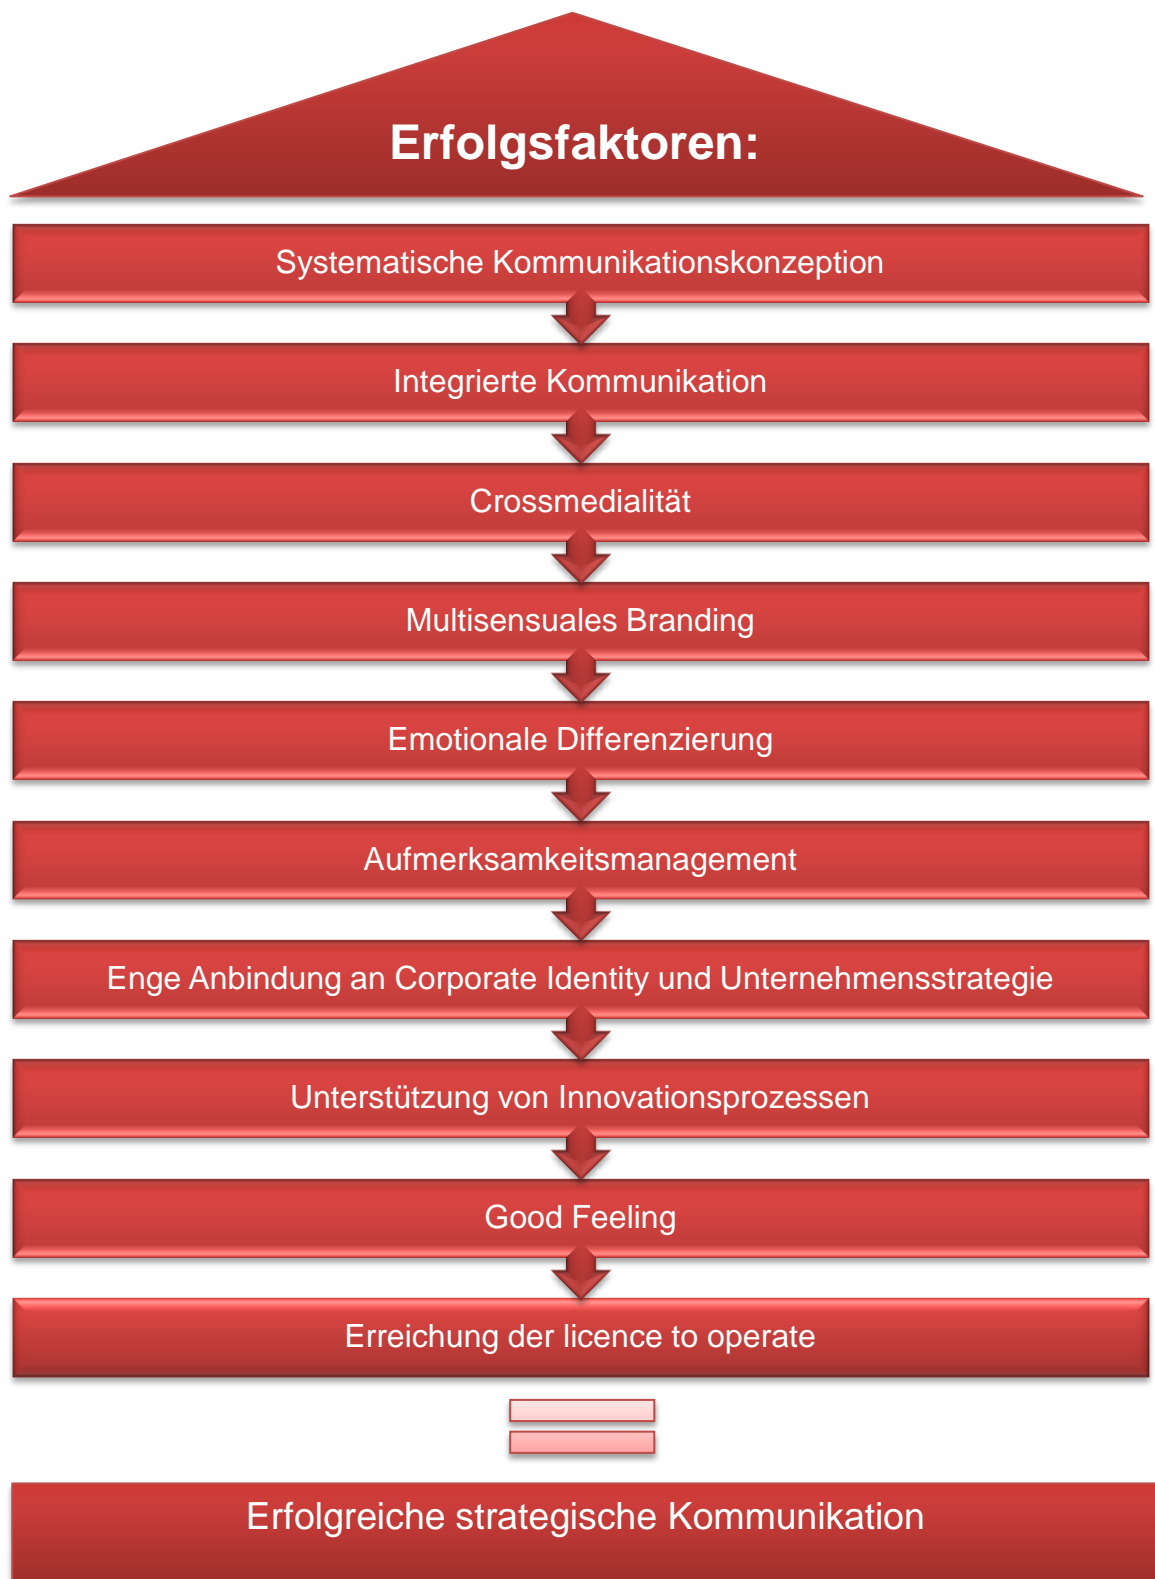 Erfolgsfaktoren:
Systematische Kommunikationskonzeption
Integrierte Kommunikation
Crossmedialität
Multisensuales Branding
Emotionale Differenzierung
Aufmerksamkeitsmanagement
Enge Anbindung an Corporate Identity und Unternehmensstrategie
Unterstützung von Innovationsprozessen
Good Feeling
Erreichung der licence to operate
Erfolgreiche strategische Kommunikation